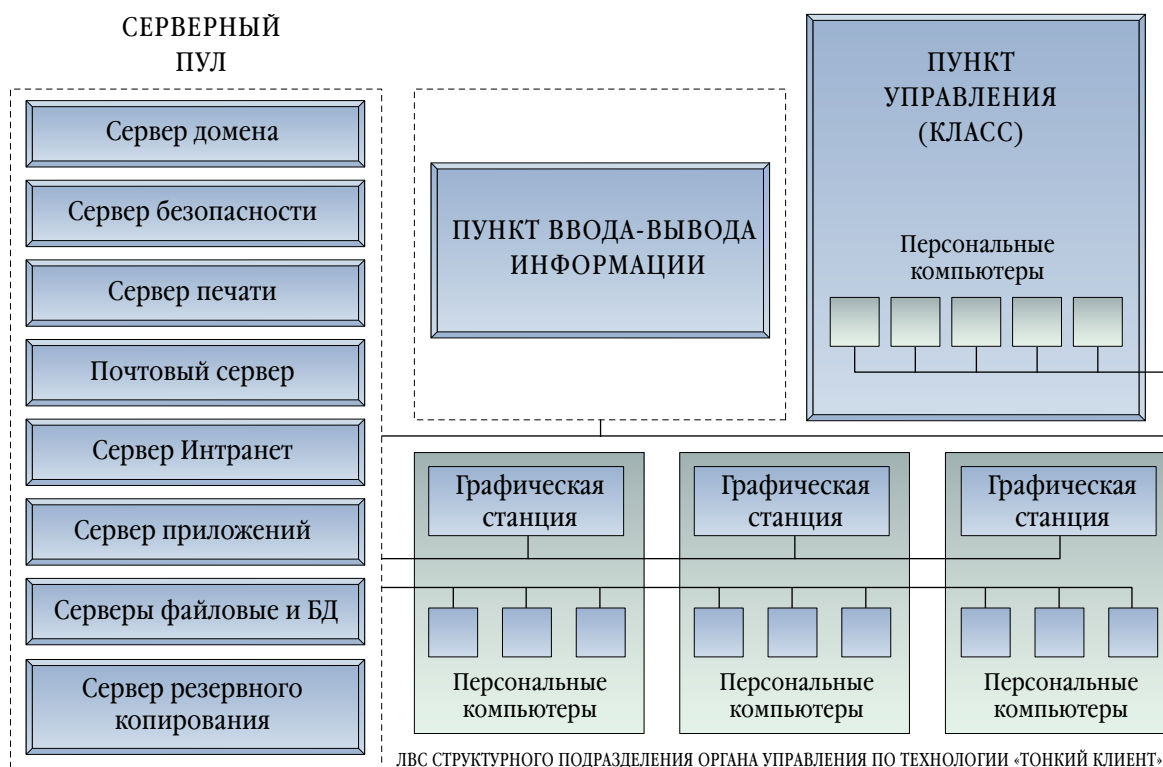 СЕРВЕРНЫЙ
ПУЛ
Сервер домена
Сервер безопасности
Сервер печати
Почтовый сервер
Сервер Интранет
Сервер приложений
Серверы файловые и БД
Сервер резервного
копирования
ПУНКТ ВВОДА-ВЫВОДА
ИНФОРМАЦИИ
ПУНКТ
УПРАВЛЕНИЯ
(КЛАСС)
Персональные
компьютеры
Графическая
станция
Персональные
компьютеры
Графическая
станция
Персональные
компьютеры
Графическая
станция
Персональные
компьютеры
ЛВС СТРУКТУРНОГО ПОДРАЗДЕЛЕНИЯ ОРГАНА УПРАВЛЕНИЯ ПО ТЕХНОЛОГИИ «ТОНКИЙ КЛИЕНТ»